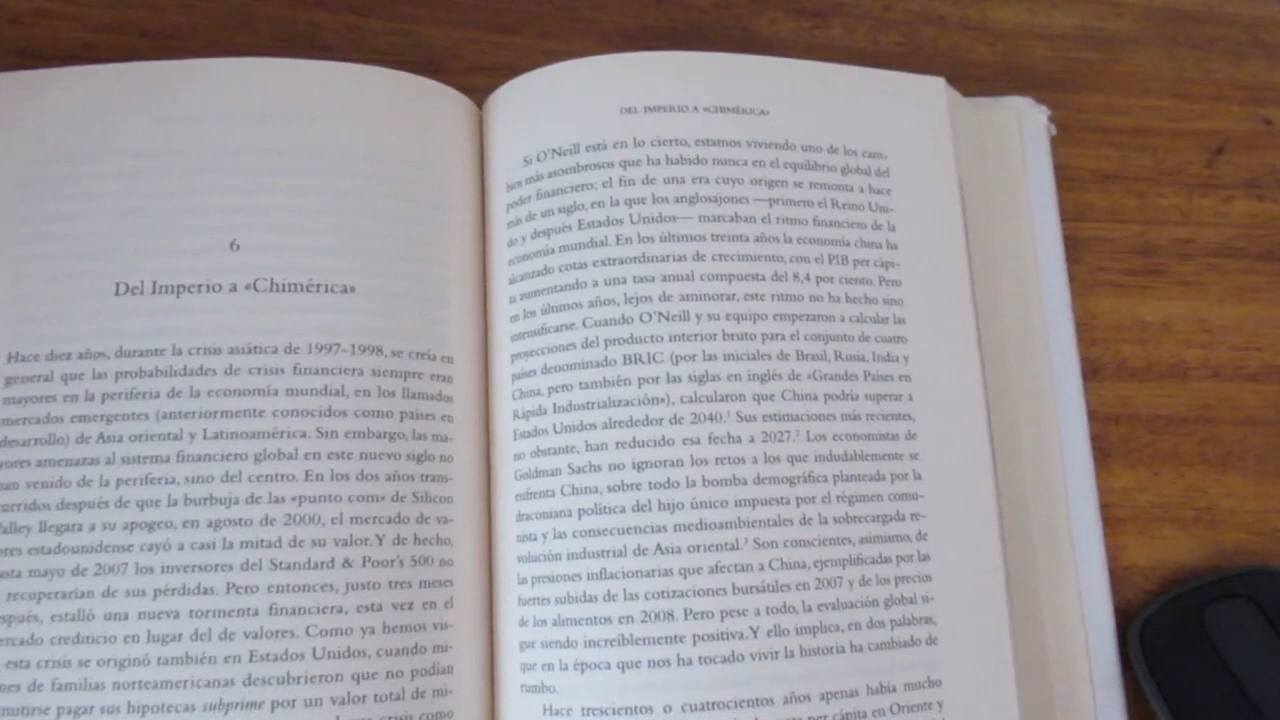 6
Del Imperio a «Chimérica»
Hace diez años, durante la crisis asiática de 1997-1998, se creía en
general que las probabilidades de crisis financiera siempre eran
mayores en la periferia de la economía mundial, en los llamados
mercados emergentes (anteriormente conocidos como países en
desarrollo) de Asia oriental y Latinoamérica. Sin embargo, las ma-
yores amenazas al sistema financiero global en este nuevo siglo no
han venido de la periferia, sino del centro. En los dos años trans-
curridos después de que la burbuja de las «punto com» de Silicon
Valley llegara a su apogeo, en agosto de 2000, el mercado de va-
ores estadounidense cayó a casi la mitad de su valor. Y de hecho,
asta mayo de 2007 los inversores del Standard & Poor's 500 no
recuperarían de sus pérdidas. Pero entonces, justo tres meses
spués, estalló una nueva tormenta financiera, esta vez en el
ercado crediticio en lugar del de valores. Como ya hemos vis-
esta crisis se originó también en Estados Unidos, cuando mi-
nes de familias norteamericanas descubrieron que no podían
mitirse pagar sus hipotecas subprime por un valor total de mi-
crisis como
DEL IMPERIO A «CHIMÉRICA»
Si O'Neill está en lo cierto, estamos viviendo uno de los cam-
bios más asombrosos que ha habido nunca en el equilibrio global del
poder financiero; el fin de una era cuyo origen se remonta a hace
más de un siglo, en la que los anglosajones —primero el Reino Uni-
do y después Estados Unidos— marcaban el ritmo financiero de la
economía mundial. En los últimos treinta años la economía china ha
alcanzado cotas extraordinarias de crecimiento, con el PIB per cápi-
ta aumentando a una tasa anual compuesta del 8,4 por ciento. Pero
en los últimos años, lejos de aminorar, este ritmo no ha hecho sino
intensificarse. Cuando O'Neill y su equipo empezaron a calcular las
proyecciones del producto interior bruto para el conjunto de cuatro
países denominado BRIC (por las iniciales de Brasil, Rusia, India y
China, pero también por las siglas en inglés de «Grandes Países en
Rápida Industrialización»), calcularon que China podría superar a
Estados Unidos alrededor de 2040.¹ Sus estimaciones más recientes,
no obstante, han reducido esa fecha a 2027.² Los economistas de
Goldman Sachs no ignoran los retos a los que indudablemente se
enfrenta China, sobre todo la bomba demográfica planteada por la
draconiana política del hijo único impuesta por el régimen comu-
nista y las consecuencias medioambientales de la sobrecargada re-
volución industrial de Asia oriental.³ Son conscientes, asimismo, de
las presiones inflacionarias que afectan a China, ejemplificadas por las
fuertes subidas de las cotizaciones bursátiles en 2007 y de los precios
de los alimentos en 2008. Pero pese a todo, la evaluación global si-
gue siendo increíblemente positiva. Y ello implica, en dos palabras,
que en la época que nos ha tocado vivir la historia ha cambiado de
rumbo.
Hace trescientos o cuatrocientos años apenas había mucho
per cápita en Oriente y